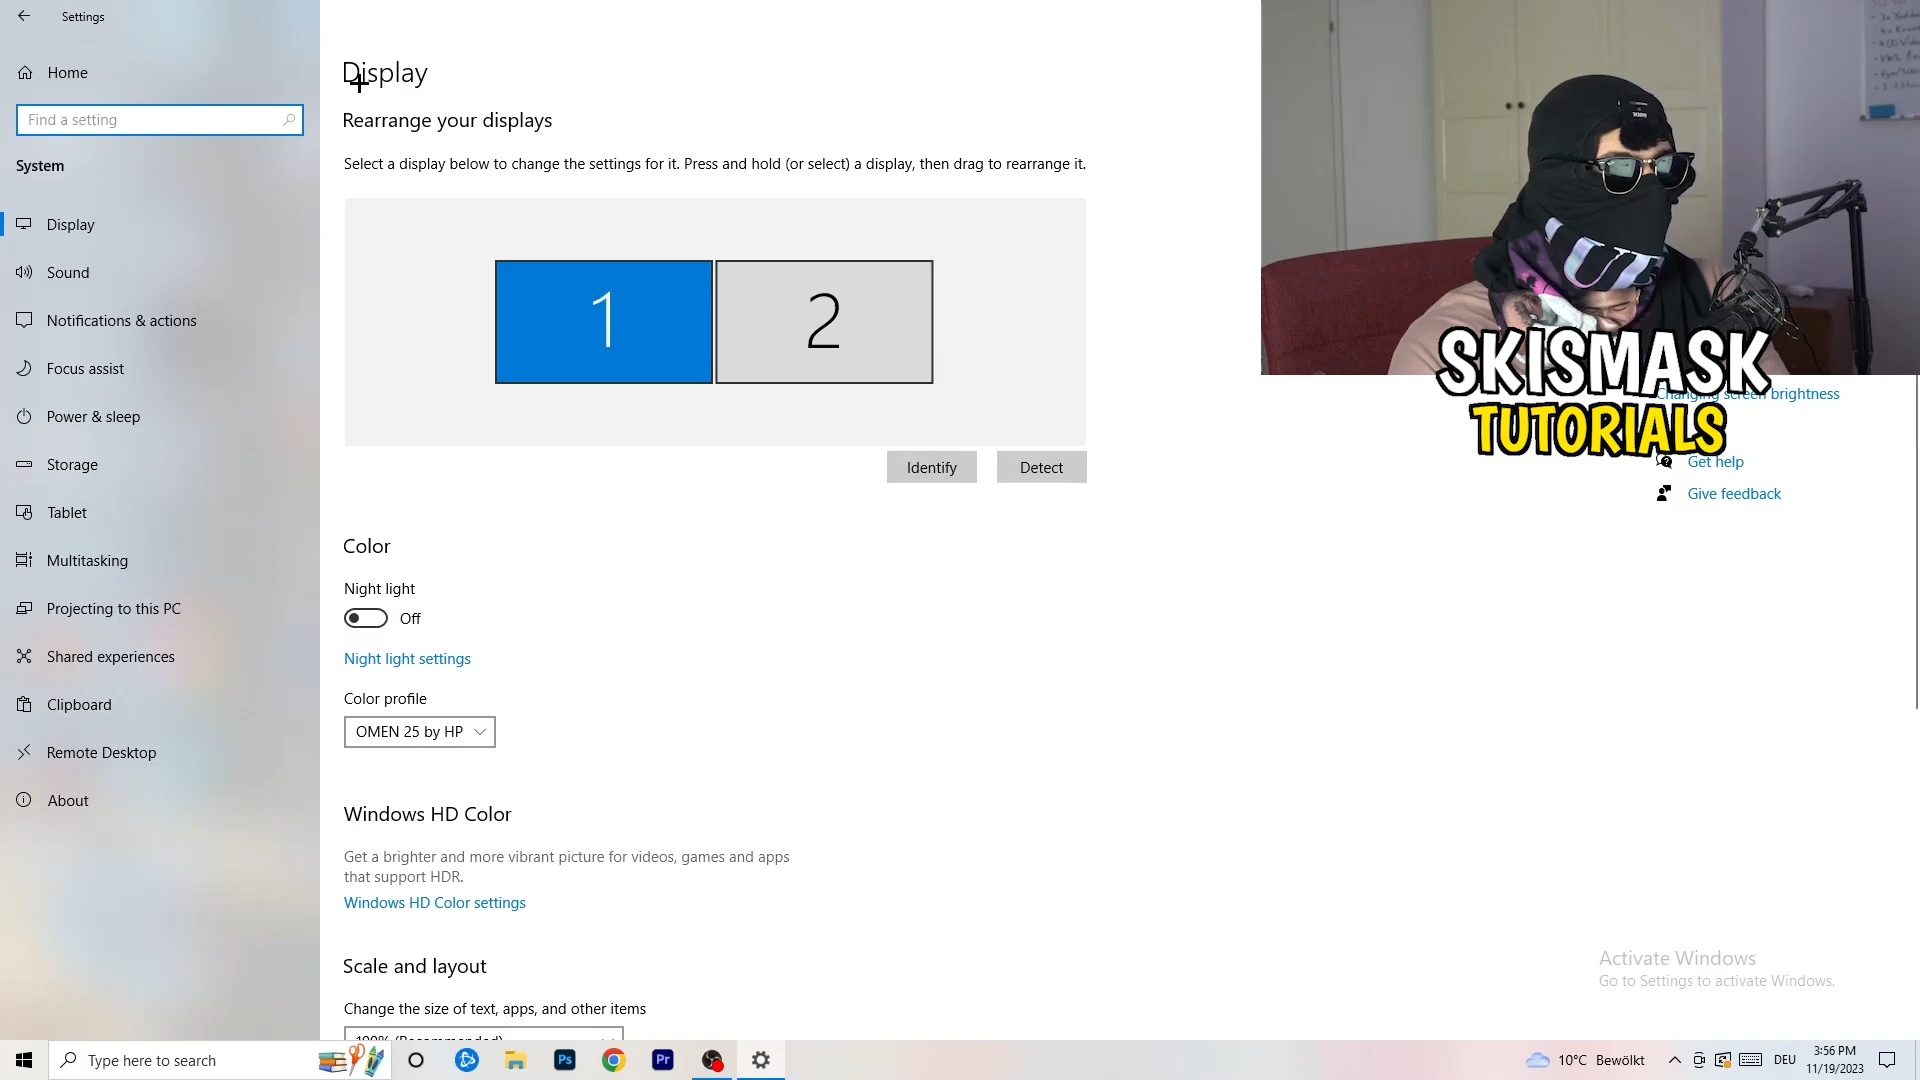 Settings
Home
Find a setting
System
Display
Sound
Notifications & actions
Focus assist
Power & sleep
Storage
Tablet
Multitasking
Projecting to this PC
Shared experiences
Clipboard
Remote Desktop
About
Display
Rearrange your displays
Select a display below to change the settings for it. Press and hold (or select) a display, then drag to rearrange it.
1
2
Identify
Detect
Color
Night light
Off
Night light settings
Color profile
OMEN 25 by HP
Windows HD Color
Get a brighter and more vibrant picture for videos, games and apps
that support HDR.
Windows HD Color settings
Scale and layout
Change the size of text, apps, and other items
100% (Recommended)
SKISMASK
TUTORIALS
Changing screen brightness
Get help
Give feedback
Activate Windows
Go to Settings to activate Windows.
Type here to search
Ps
Pr
10°C Bewölkt
DEU
3:56 PM
11/19/2023